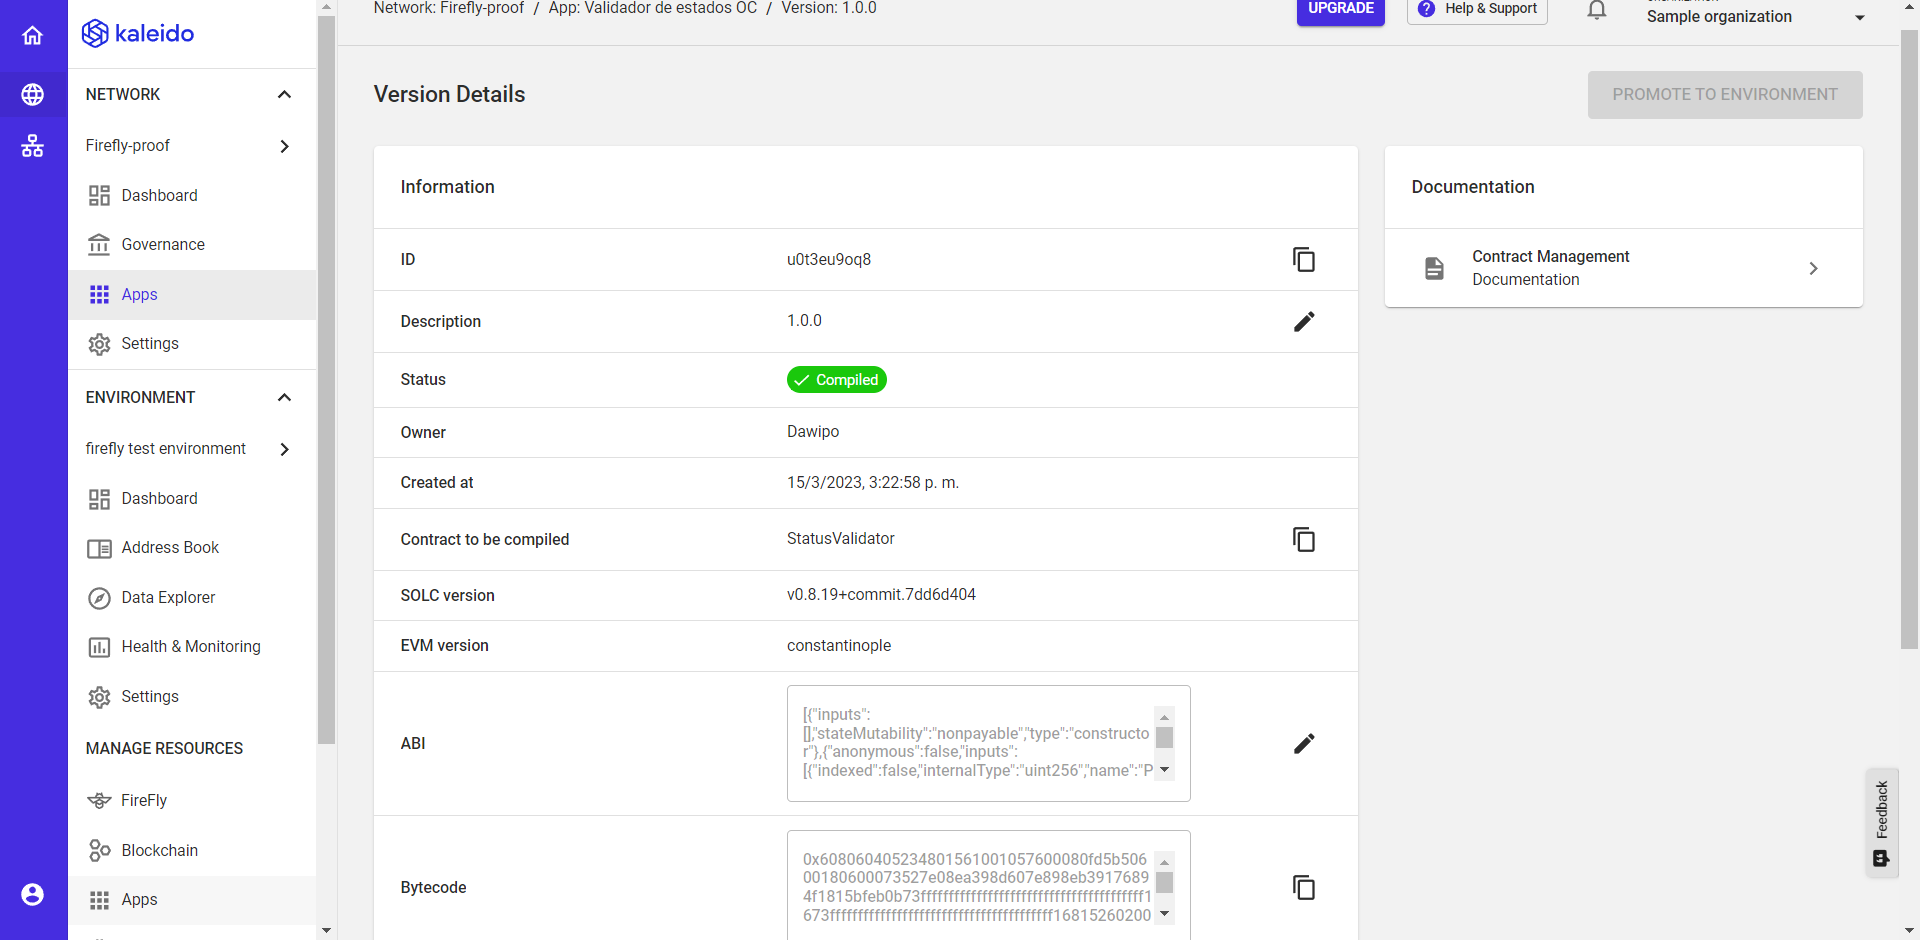 kaleido
NETWORK
Firefly-proof
Dashboard
Governance
Apps
Settings
ENVIRONMENT
firefly test environment
Dashboard
Address Book
Data Explorer
Health & Monitoring
Settings
MANAGE RESOURCES
FireFly
Blockchain
Apps
Network: Firefly-proof / App: Validador de estados OC / Version: 1.0.0
UPGRADE
Help & Support
Sample organization
Version Details
PROMOTE TO ENVIRONMENT
Information
ID
u0t3eu9oq8
Description
1.0.0
Status
Compiled
Owner
Dawipo
Created at
15/3/2023, 3:22:58 p. m.
Contract to be compiled
StatusValidator
SOLC version
v0.8.19+commit.7dd6d404
EVM version
constantinople
ABI
[{"inputs":
[],"stateMutability":"nonpayable","type":"constructo
r"},{"anonymous":false,"inputs":
[{"indexed":false,"internalType":"uint256","name":"P
Bytecode
0x608060405234801561001057600080fd5b506
00180600073527e08ea398d607e898eb3917689
4f1815bfeb0b73ffffffffffffffffffffffffffffffffffffffff1
673ffffffffffffffffffffffffffffffffffffffff16815260200
Documentation
Contract Management
Documentation
Feedback